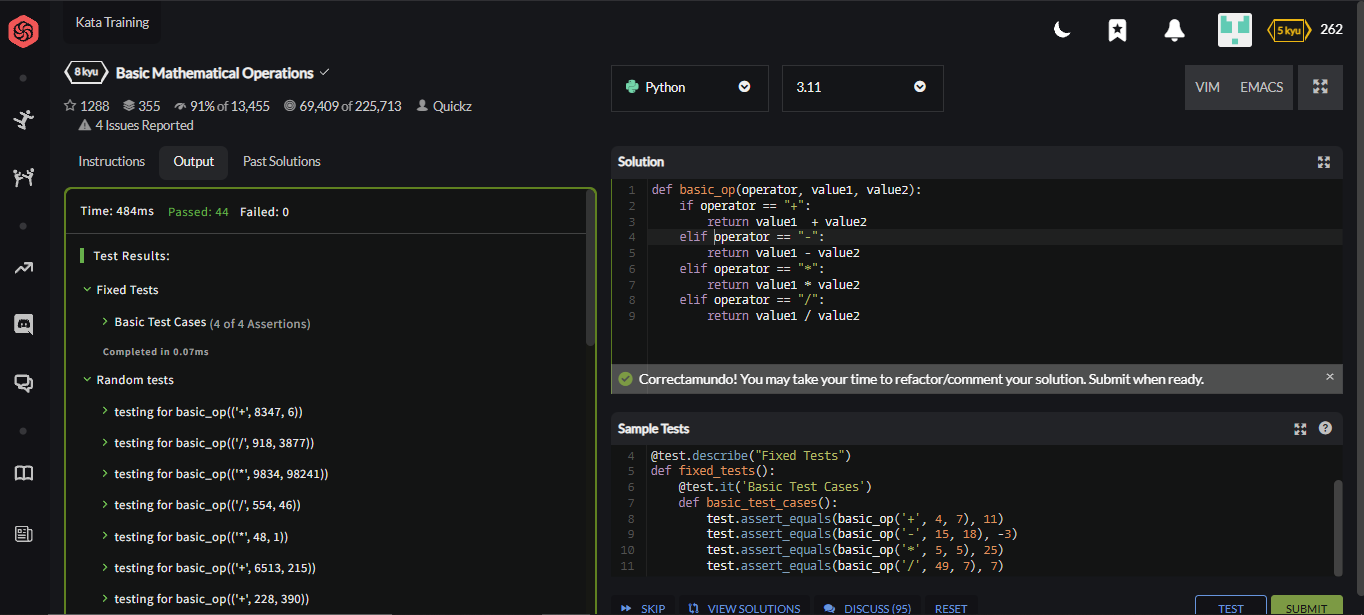 Kata Training
5 kyu 262
8 kyu Basic Mathematical Operations
1288 355 91% of 13,455 69,409 of 225,713 Quickz
4 Issues Reported
Instructions Output Past Solutions
Time: 484ms Passed: 44 Failed: 0
Test Results:
Fixed Tests
Basic Test Cases (4 of 4 Assertions)
Completed in 0.07ms
Random tests
testing for basic_op(('+', 8347, 6))
testing for basic_op(('/', 918, 3877))
testing for basic_op(('*', 9834, 98241))
testing for basic_op(('/', 554, 46))
testing for basic_op(('*', 48, 1))
testing for basic_op(('+', 6513, 215))
testing for basic_op(('+', 228, 390))
Python 3.11 VIM EMACS
Solution
1 def basic_op(operator, value1, value2):
2 if operator == "+":
3 return value1  + value2
4 elif operator == "-":
5 return value1 - value2
6 elif operator == "*":
7 return value1 * value2
8 elif operator == "/":
9 return value1 / value2
Correctamundo! You may take your time to refactor/comment your solution. Submit when ready.
Sample Tests
4 @test.describe("Fixed Tests")
5 def fixed_tests():
6 @test.it('Basic Test Cases')
7 def basic_test_cases():
8 test.assert_equals(basic_op('+', 4, 7), 11)
9 test.assert_equals(basic_op('-', 15, 18), -3)
10 test.assert_equals(basic_op('*', 5, 5), 25)
11 test.assert_equals(basic_op('/', 49, 7), 7)
SKIP VIEW SOLUTIONS DISCUSS (95) RESET TEST SUBMIT